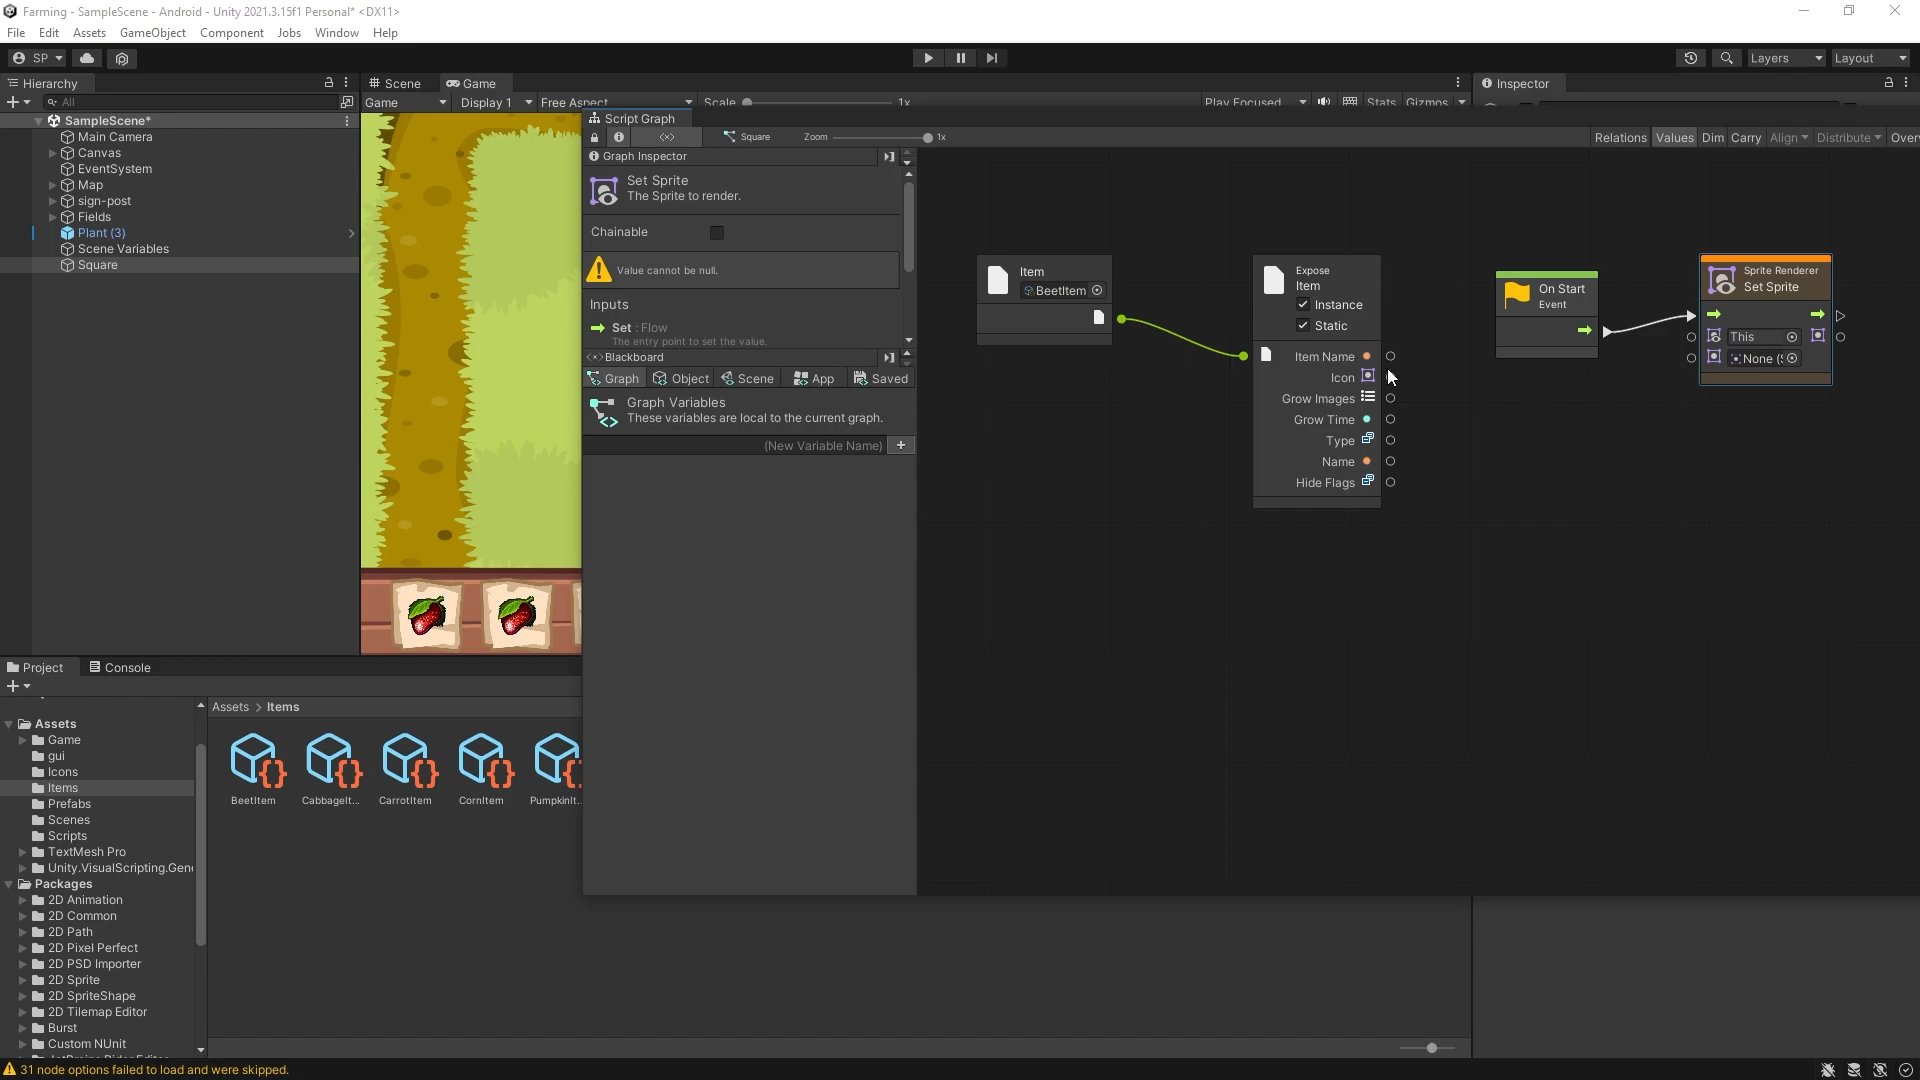 Farming - SampleScene - Android - Unity 2021.3.15f1 Personal* <DX11>
File Edit Assets GameObject Component Jobs Window Help
SP
Layers Layout
Hierarchy
Scene Game
Inspector
All
Game Display 1 Free Aspect Scale 1x Play Focused Stats Gizmos
SampleScene*
Main Camera
Canvas
EventSystem
Map
sign-post
Fields
Plant (3)
Scene Variables
Square
Script Graph
<×> Square Zoom 1x
Relations Values Dim Carry Align Distribute Over
Graph Inspector
Set Sprite
The Sprite to render.
Chainable
Value cannot be null.
Inputs
Set : Flow
The entry point to set the value.
<×> Blackboard
Graph Object Scene App Saved
Graph Variables
These variables are local to the current graph.
(New Variable Name) +
Item
BeetItem
Expose
Item
Instance
Static
Item Name
Icon
Grow Images
Grow Time
Type
Name
Hide Flags
On Start
Event
Sprite Renderer
Set Sprite
This
None (S
Project Console
Assets
Game
gui
Icons
Items
Prefabs
Scenes
Scripts
TextMesh Pro
Unity.VisualScripting.Gene
Packages
2D Animation
2D Common
2D Path
2D Pixel Perfect
2D PSD Importer
2D Sprite
2D SpriteShape
2D Tilemap Editor
Burst
Custom NUnit
Assets > Items
BeetItem CabbageIt... CarrotItem CornItem PumpkinIt...
31 node options failed to load and were skipped.